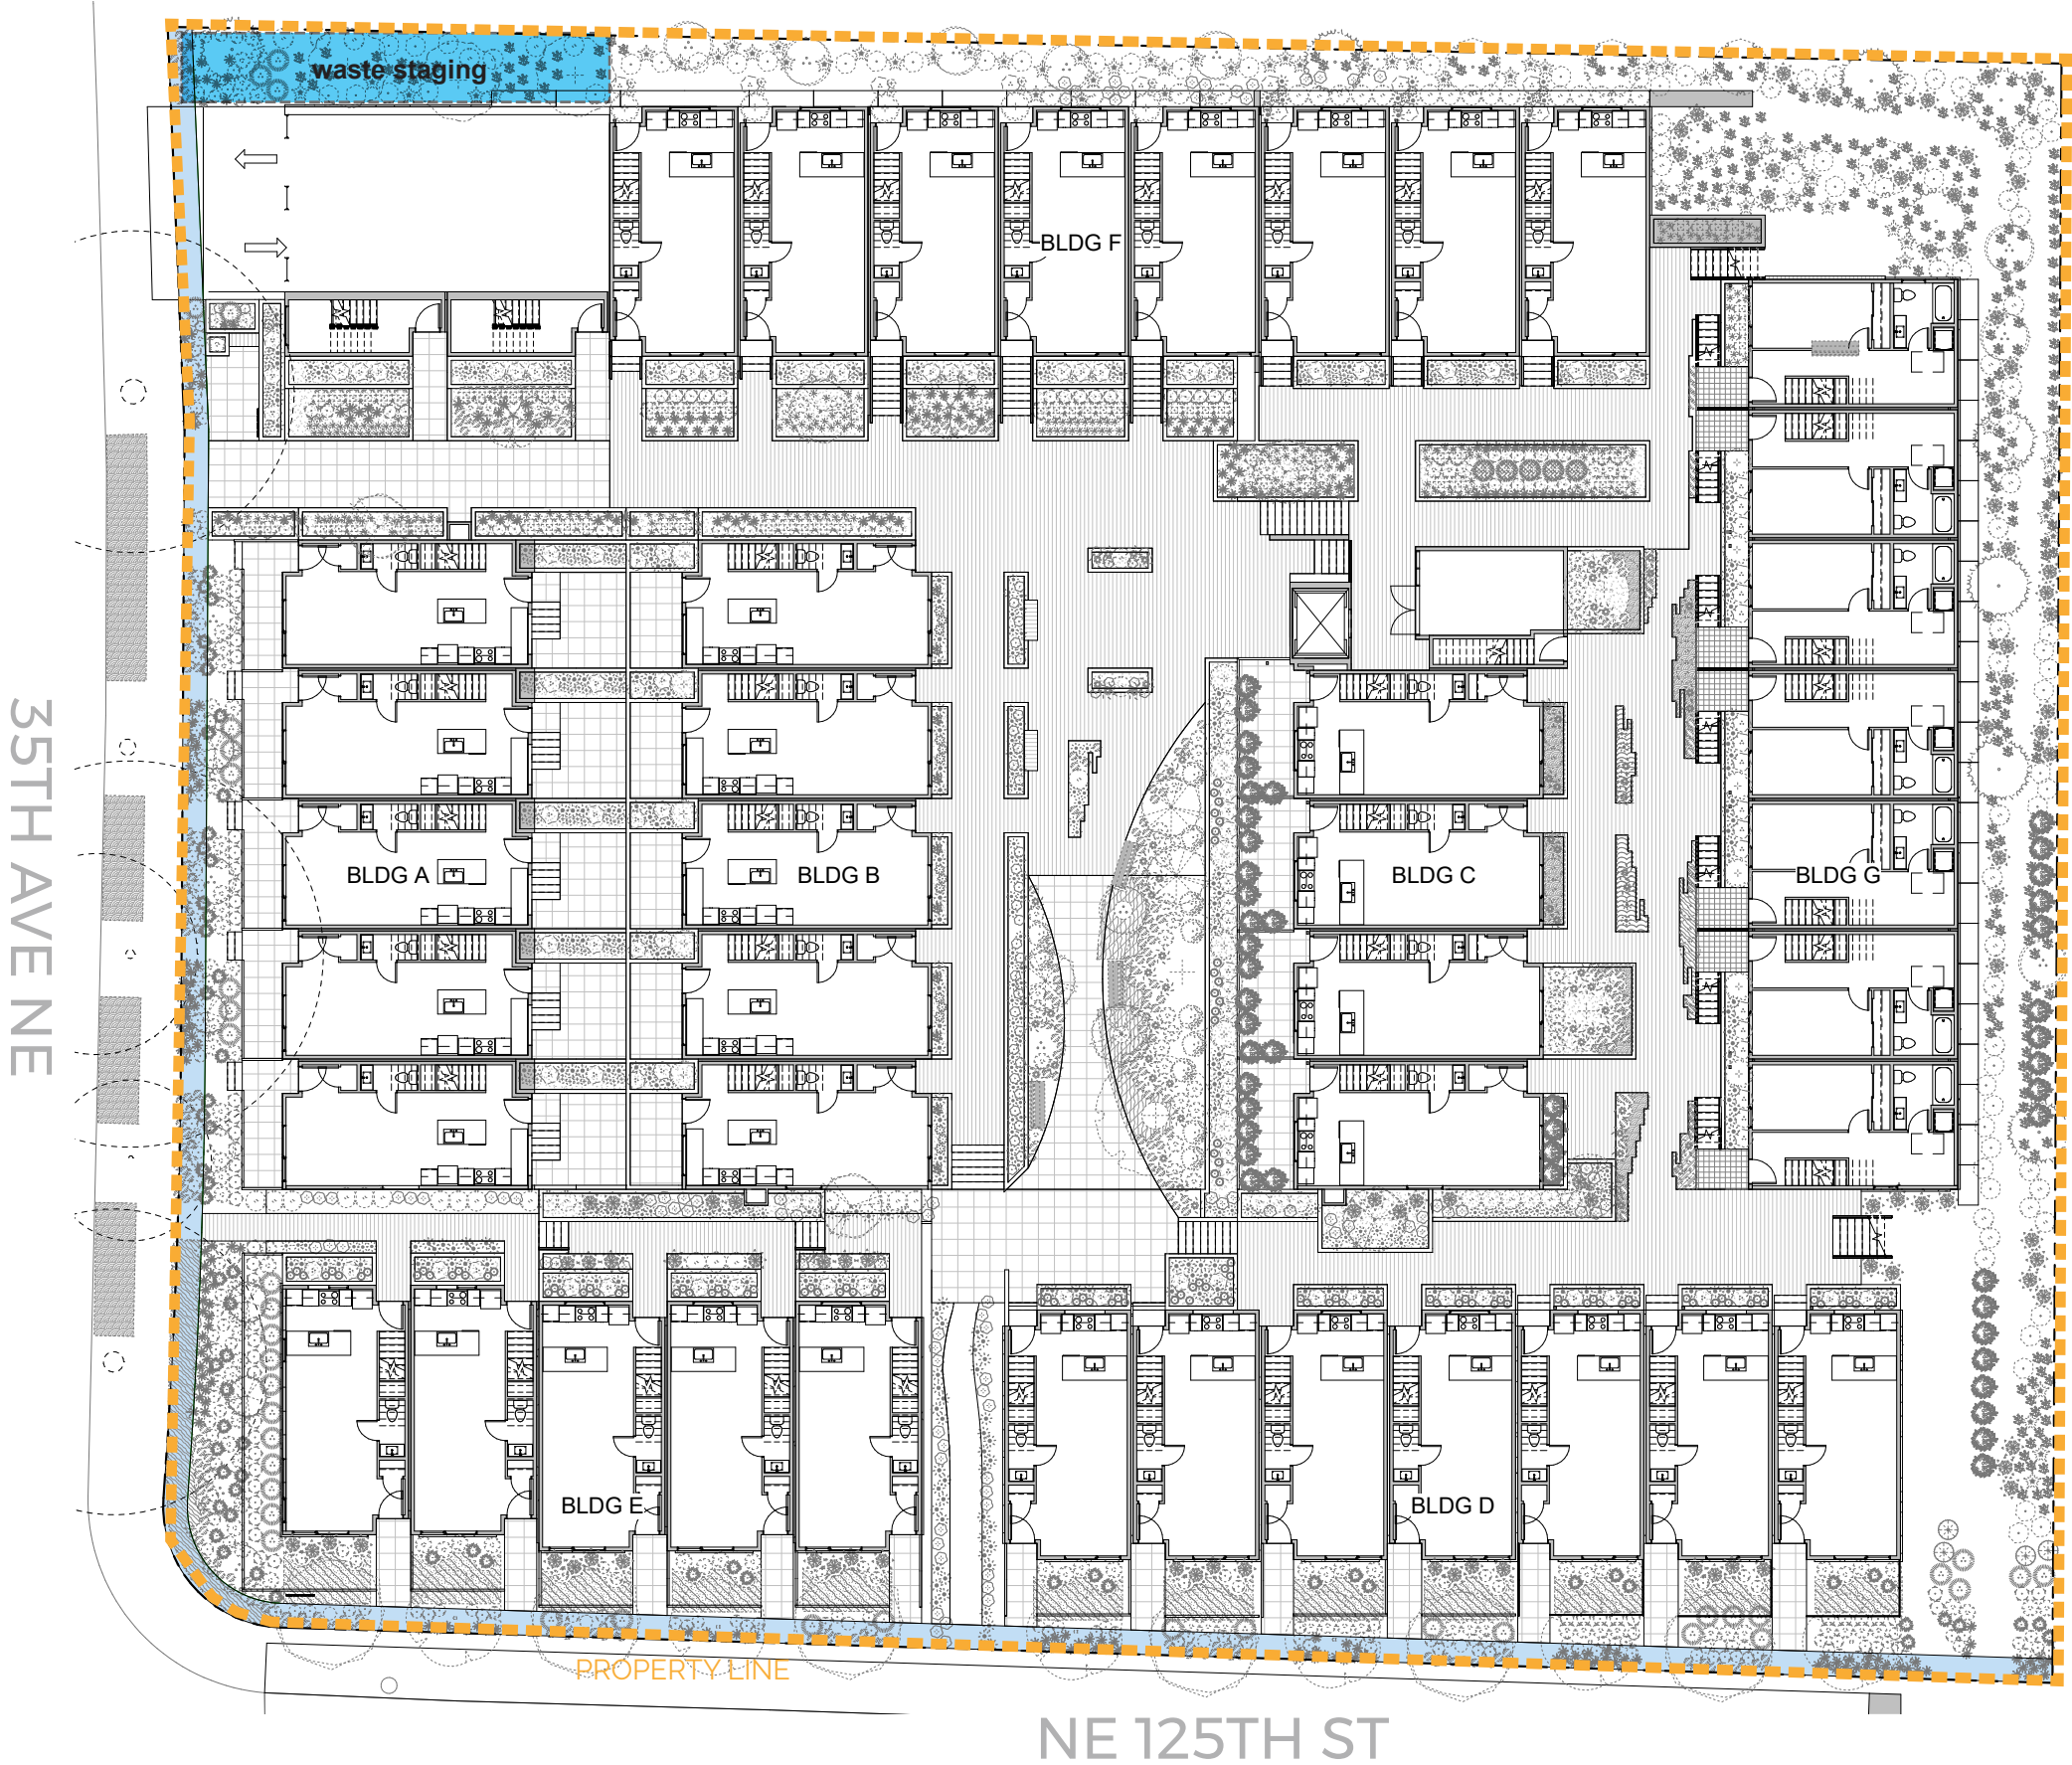 waste staging
BLDG F
35TH AVE NE
BLDG A
BLDG B
BLDG C
BLDG G
BLDG E
BLDG D
PROPERTY LINE
NE 125TH ST